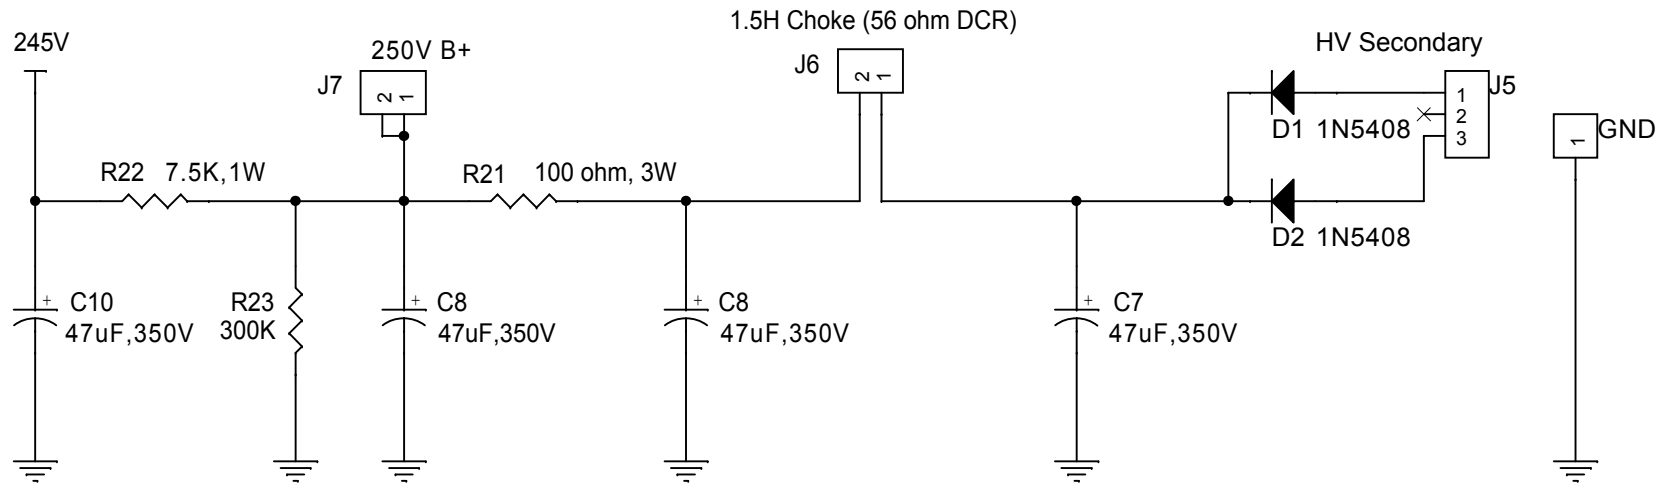 1.5H Choke (56 ohm DCR)
245V
250V B+
HV Secondary
J7
2 1
J6
2 1
J5
1
2
3
D1 1N5408
GND
1
R22 7.5K,1W
R21 100 ohm, 3W
D2 1N5408
+ C10
47uF,350V
R23
300K
+ C8
47uF,350V
+ C8
47uF,350V
+ C7
47uF,350V